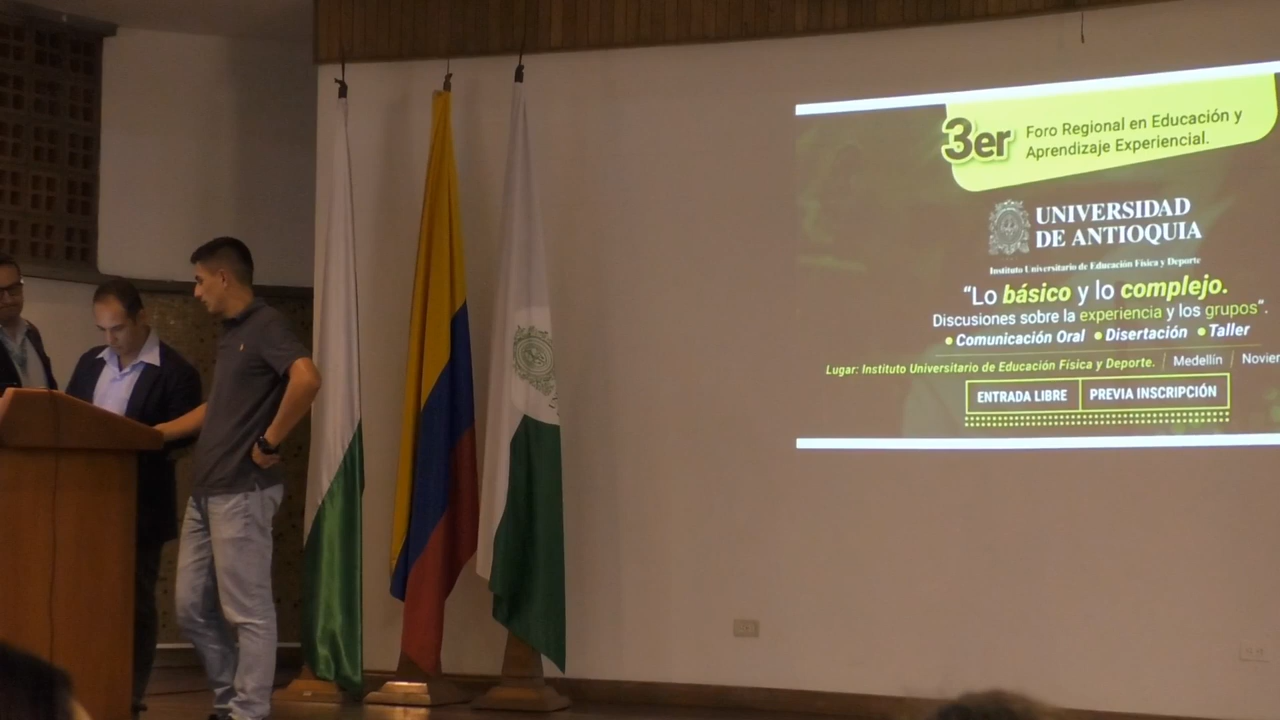 3er
Foro Regional en Educación y
Aprendizaje Experiencial.
UNIVERSIDAD
DE ANTIOQUIA
Instituto Universitario de Educación Física y Deporte
“Lo básico y lo complejo.
Discusiones sobre la experiencia y los grupos”.
• Comunicación Oral • Disertación • Taller
Lugar: Instituto Universitario de Educación Física y Deporte. | Medellín | Novier
ENTRADA LIBRE | PREVIA INSCRIPCIÓN